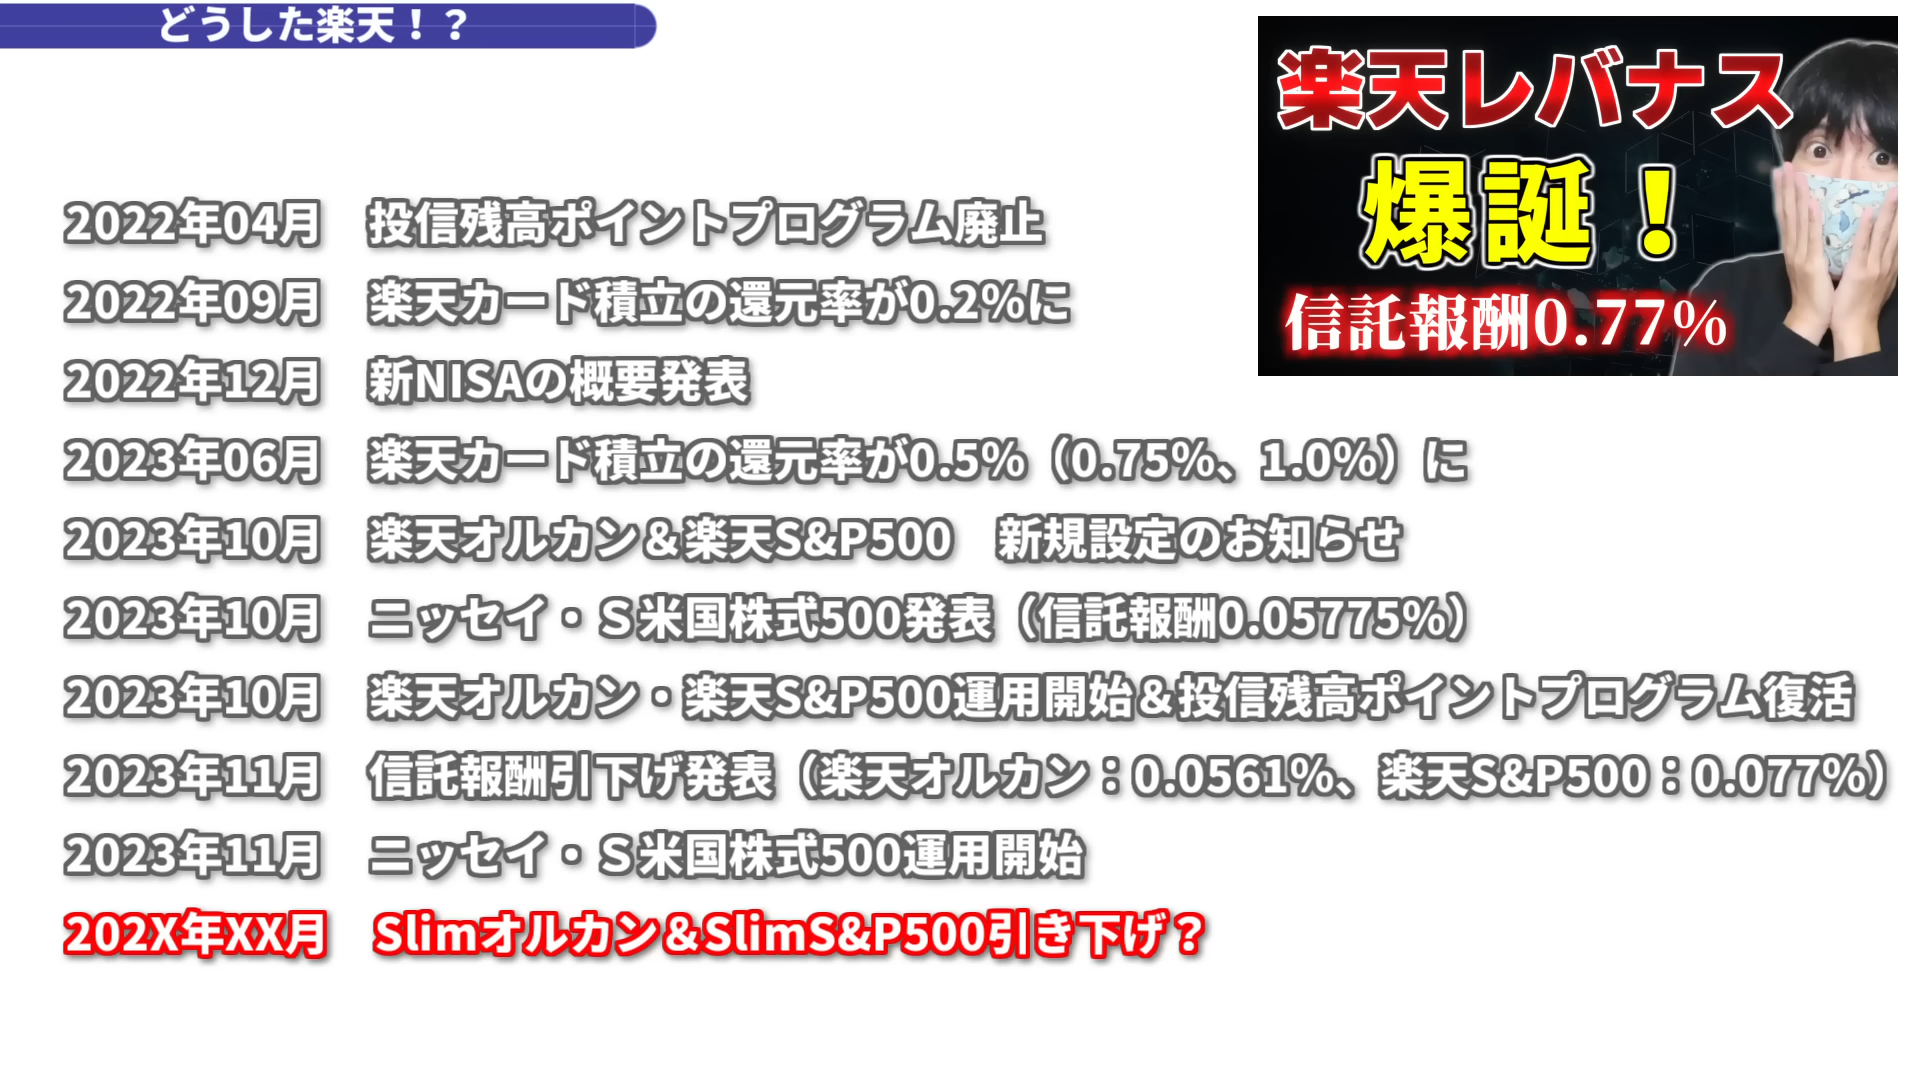 どうした楽天！？
楽天レバナス
爆誕！
信託報酬0.77%
2022年04月　投信残高ポイントプログラム廃止
2022年09月　楽天カード積立の還元率が0.2%に
2022年12月　新NISAの概要発表
2023年06月　楽天カード積立の還元率が0.5%（0.75%、1.0%）に
2023年10月　楽天オルカン＆楽天S&P500　新規設定のお知らせ
2023年10月　ニッセイ・Ｓ米国株式500発表（信託報酬0.05775%）
2023年10月　楽天オルカン・楽天S&P500運用開始＆投信残高ポイントプログラム復活
2023年11月　信託報酬引下げ発表（楽天オルカン：0.0561%、楽天S&P500：0.077%）
2023年11月　ニッセイ・Ｓ米国株式500運用開始
202X年XX月　Slimオルカン＆SlimS&P500引き下げ？